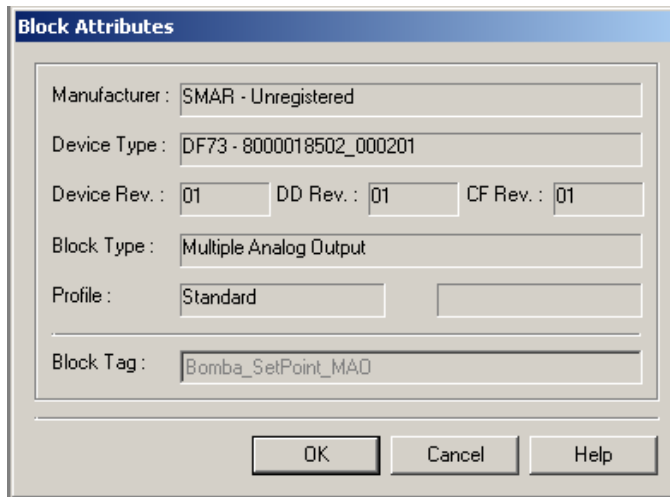 Block Attributes
Manufacturer : SMAR - Unregistered
Device Type : DF73 - 8000018502_000201
Device Rev. : 01 DD Rev. : 01 CF Rev. : 01
Block Type : Multiple Analog Output
Profile : Standard
Block Tag : Bomba_SetPoint_MAO
OK Cancel Help